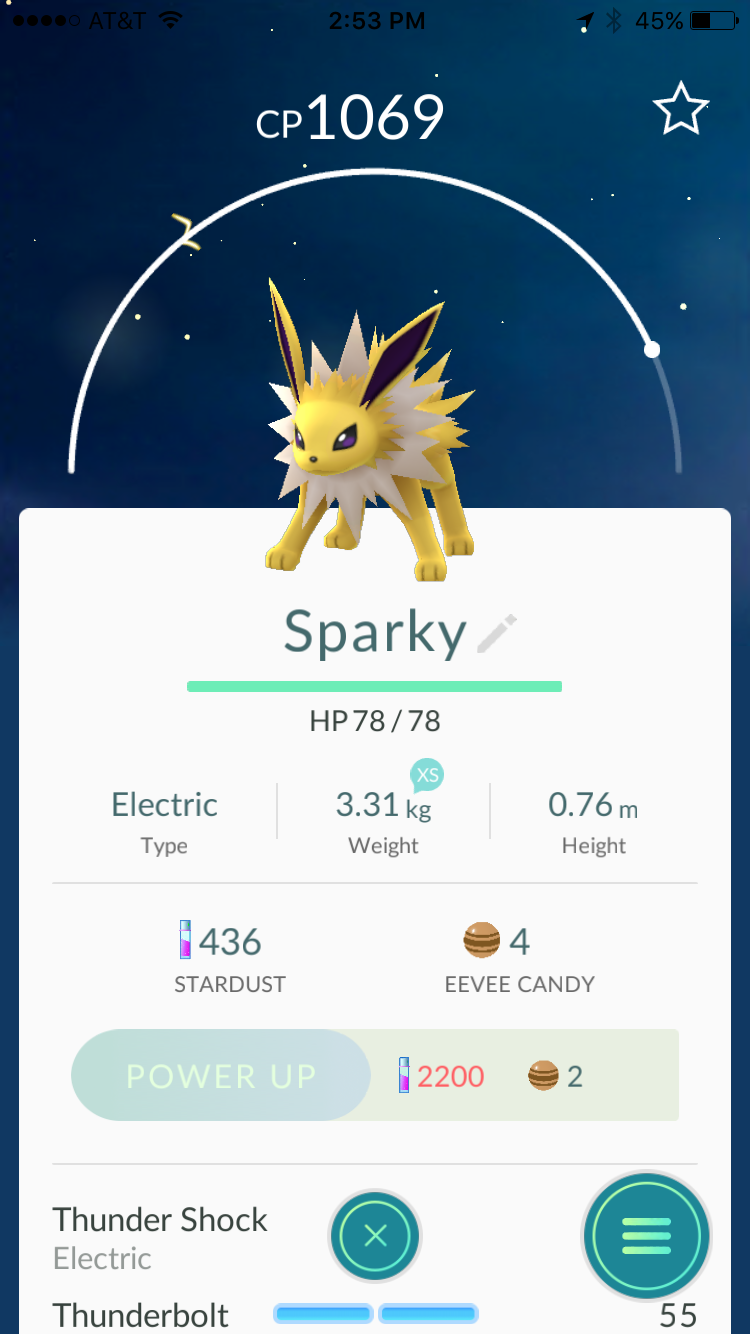 AT&T 2:53 PM 45%
CP1069
Sparky
HP 78 / 78
XS
Electric 3.31 kg 0.76 m
Type Weight Height
436 4
STARDUST EEVEE CANDY
POWER UP 2200 2
Thunder Shock
Electric
Thunderbolt 55